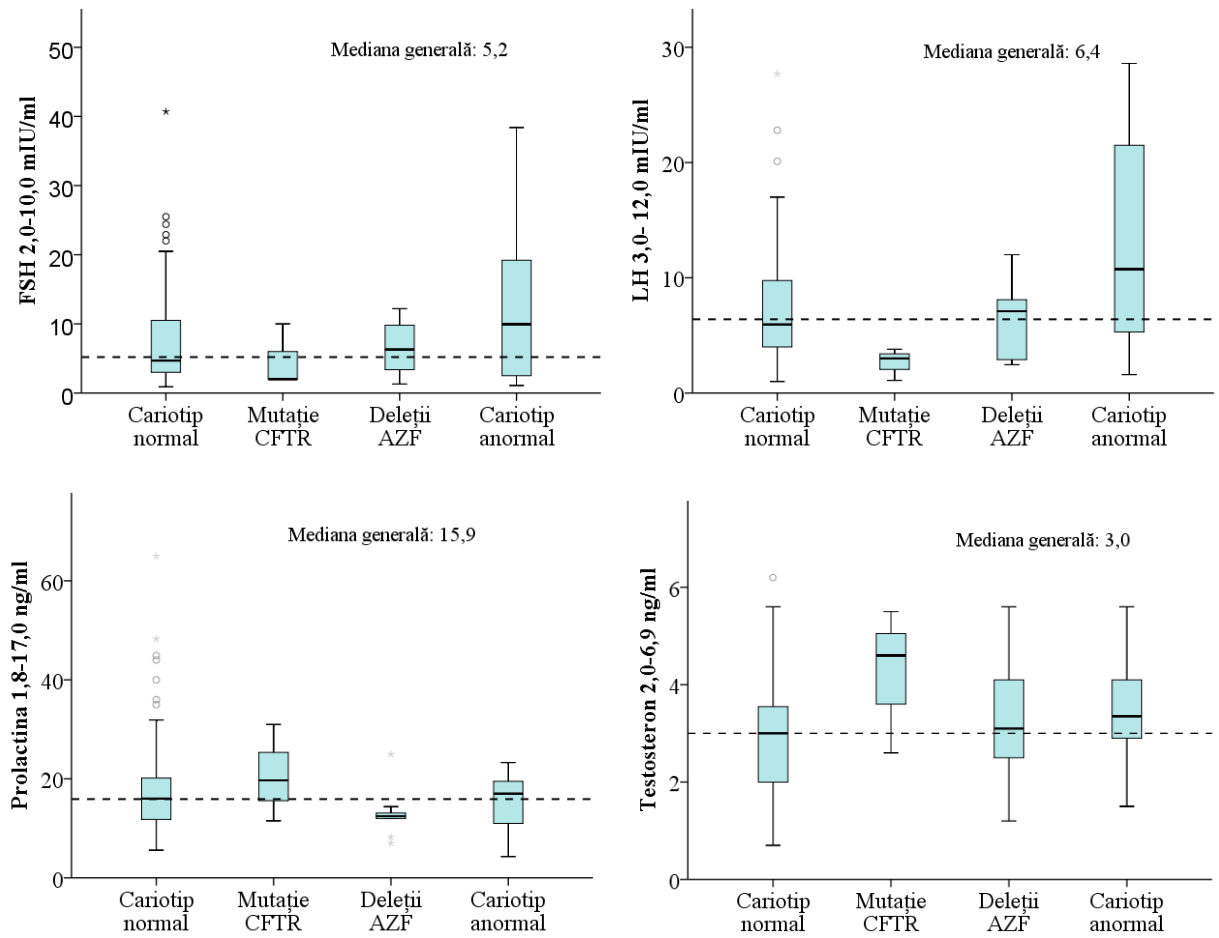 Mediana generală: 5,2
FSH 2,0-10,0 mIU/ml
50
40
30
20
10
0
Cariotip normal
Mutație CFTR
Deleții AZF
Cariotip anormal
Mediana generală: 6,4
LH 3,0- 12,0 mIU/ml
30
20
10
0
Cariotip normal
Mutație CFTR
Deleții AZF
Cariotip anormal
Mediana generală: 15,9
Prolactina 1,8-17,0 ng/ml
60
40
20
0
Cariotip normal
Mutație CFTR
Deleții AZF
Cariotip anormal
Mediana generală: 3,0
Testosteron 2,0-6,9 ng/ml
6
4
2
0
Cariotip normal
Mutație CFTR
Deleții AZF
Cariotip anormal